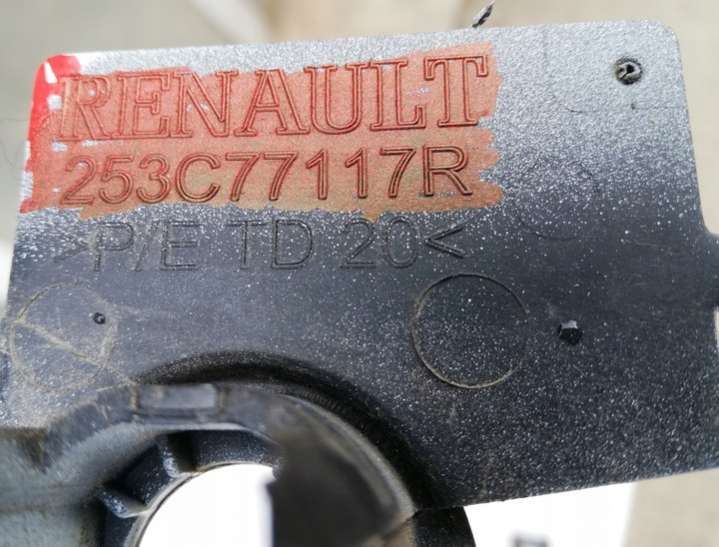 RENAULT
253C77117R
>P/E TD 20<